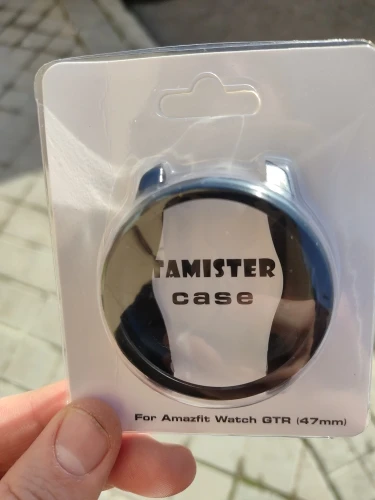 TAMISTER
case
For Amazfit Watch GTR (47mm)